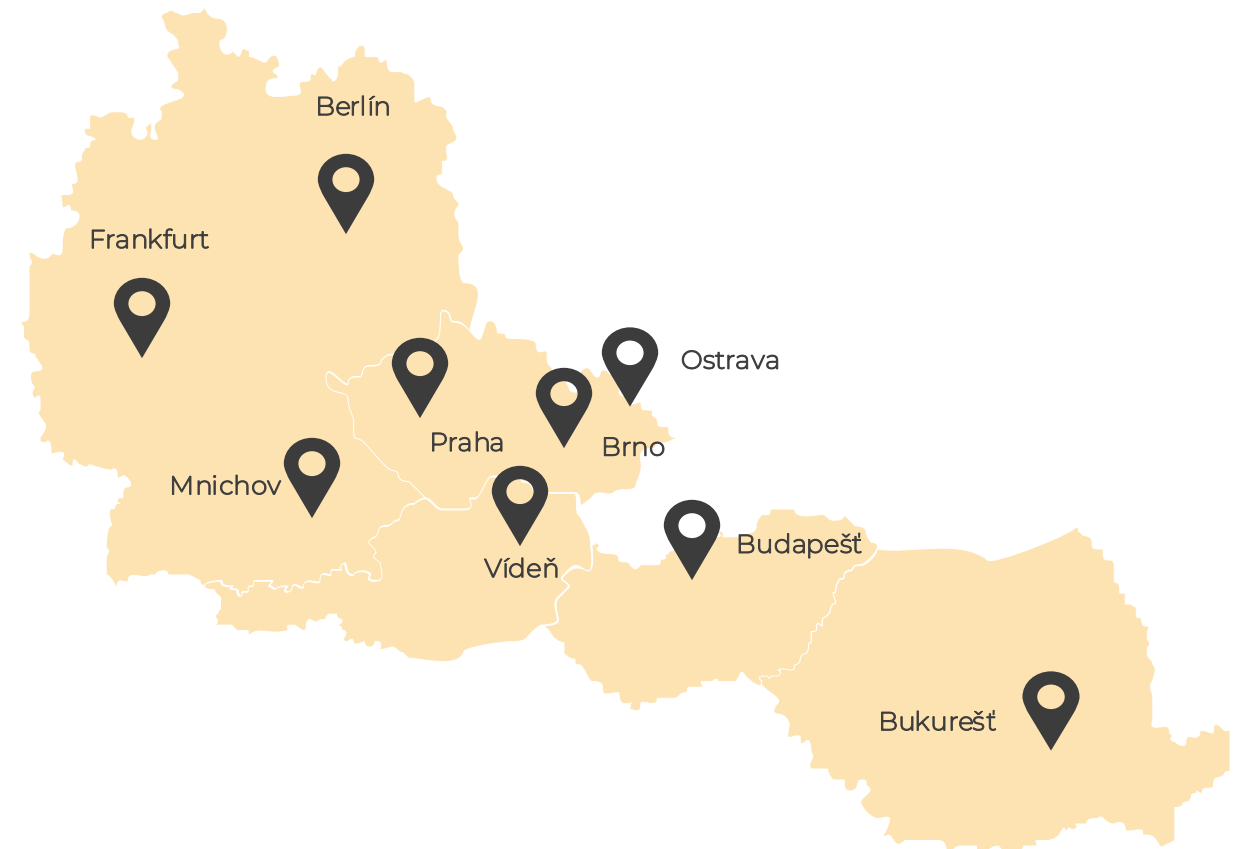 Berlín
Frankfurt
Ostrava
Praha
Brno
Mnichov
Budapešť
Vídeň
Bukurešť